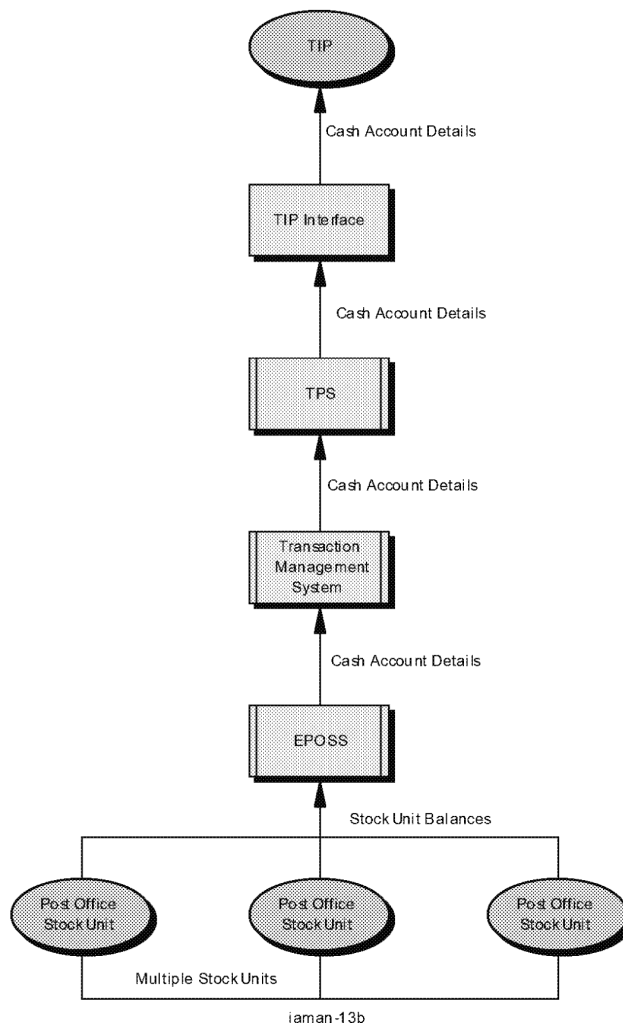 TIP
Cash Account Details
TIP Interface
Cash Account Details
TPS
Cash Account Details
Transaction
Management
System
Cash Account Details
EPOSS
Stock Unit Balances
Post Office
Stock Unit
Post Office
Stock Unit
Post Office
Stock Unit
Multiple Stock Units
iaman-13b